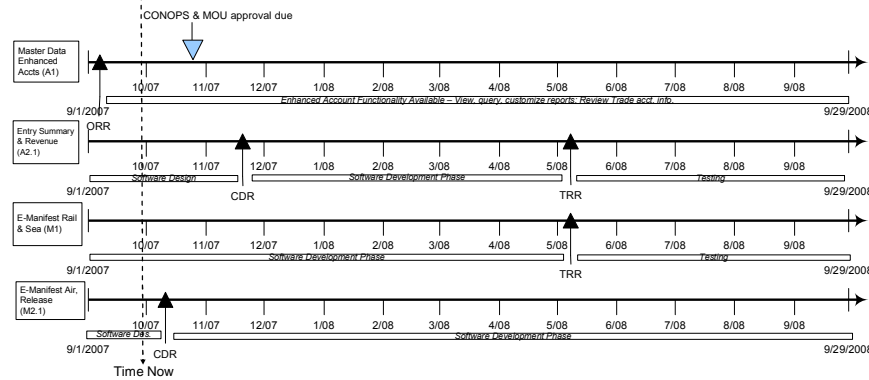 CONOPS & MOU approval due
Master Data
Enhanced
Accts (A1)
10/07 11/07 12/07 1/08 2/08 3/08 4/08 5/08 6/08 7/08 8/08 9/08
Enhanced Account Functionality Available – View, query, customize reports; Review Trade acct. info.
9/1/2007
9/29/2008
ORR
Entry Summary
& Revenue
(A2.1)
10/07 11/07 12/07 1/08 2/08 3/08 4/08 5/08 6/08 7/08 8/08 9/08
Software Design
Software Development Phase
Testing
9/1/2007
9/29/2008
CDR
TRR
E-Manifest Rail
& Sea (M1)
10/07 11/07 12/07 1/08 2/08 3/08 4/08 5/08 6/08 7/08 8/08 9/08
Software Development Phase
Testing
9/1/2007
9/29/2008
TRR
E-Manifest Air,
Release
(M2.1)
10/07 11/07 12/07 1/08 2/08 3/08 4/08 5/08 6/08 7/08 8/08 9/08
Software Des.
Software Development Phase
9/1/2007
9/29/2008
CDR
Time Now